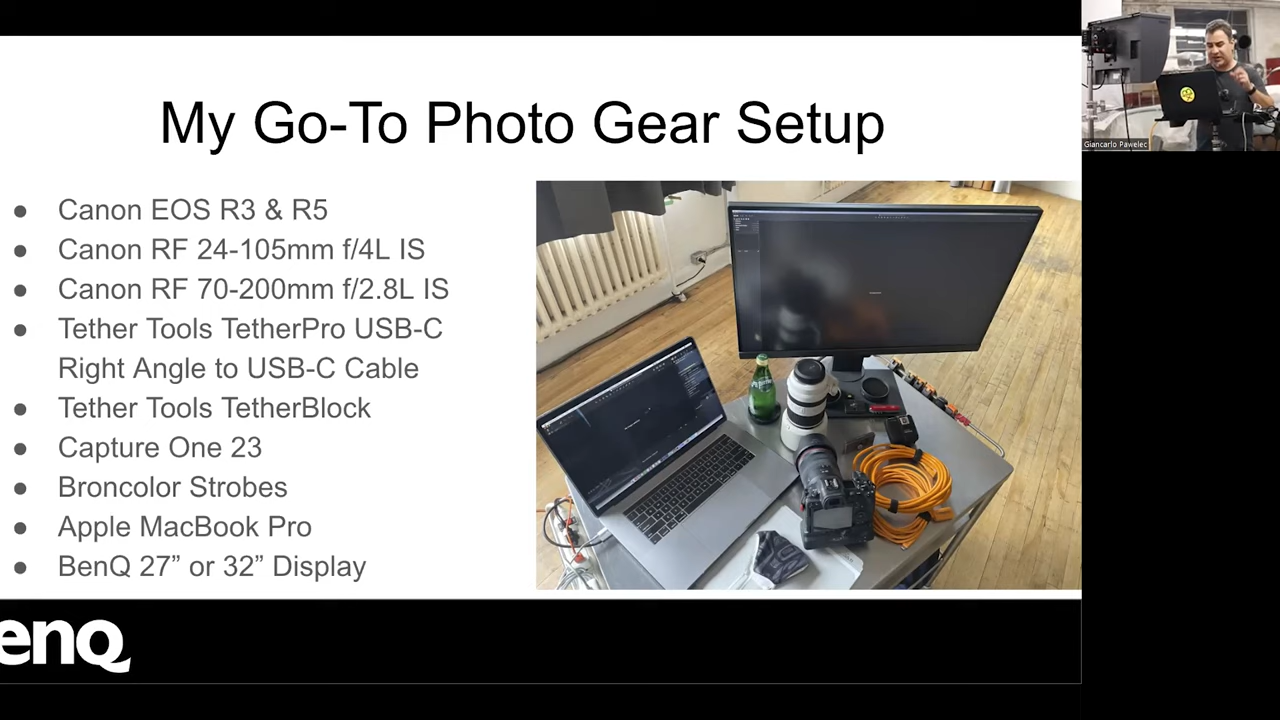 My Go-To Photo Gear Setup
● Canon EOS R3 & R5
● Canon RF 24-105mm f/4L IS
● Canon RF 70-200mm f/2.8L IS
● Tether Tools TetherPro USB-C
Right Angle to USB-C Cable
● Tether Tools TetherBlock
● Capture One 23
● Broncolor Strobes
● Apple MacBook Pro
● BenQ 27” or 32” Display
enQ
Giancarlo Pawelec